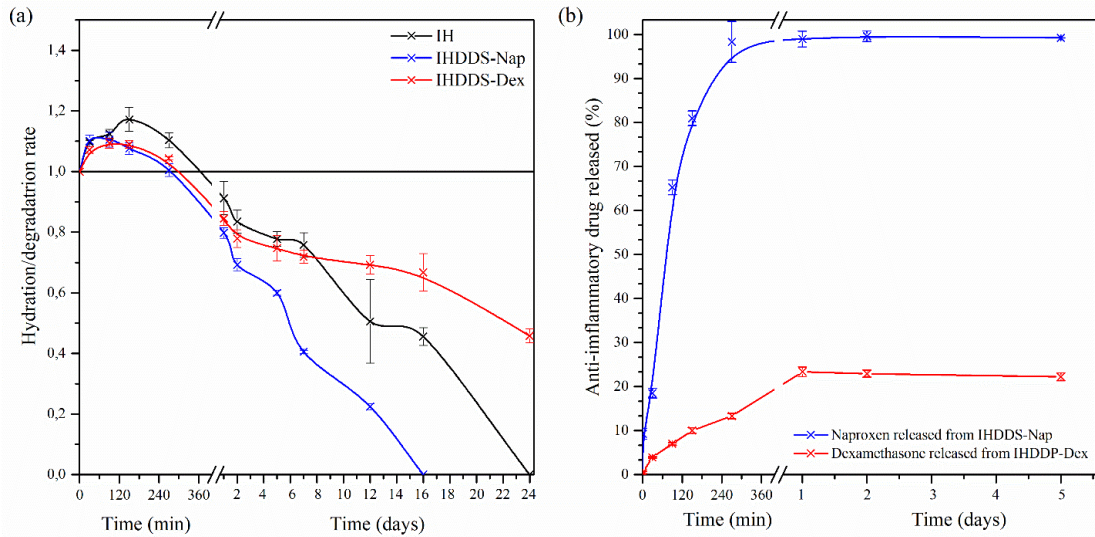 (a)
Hydration/degradatrion rate
1,4
1,2
1,0
0,8
0,6
0,4
0,2
0,0
IH
IHDDS-Nap
IHDDS-Dex
0 120 240 360 2 4 6 8 10 12 14 16 18 20 22 24
Time (min) Time (days)
(b)
Anti-imflammatory drug released (%)
100
90
80
70
60
50
40
30
20
10
0
Naproxen released from IHDDS-Nap
Dexamethasone released from IHDDP-Dex
0 120 240 360 1 2 3 4 5
Time (min) Time (days)